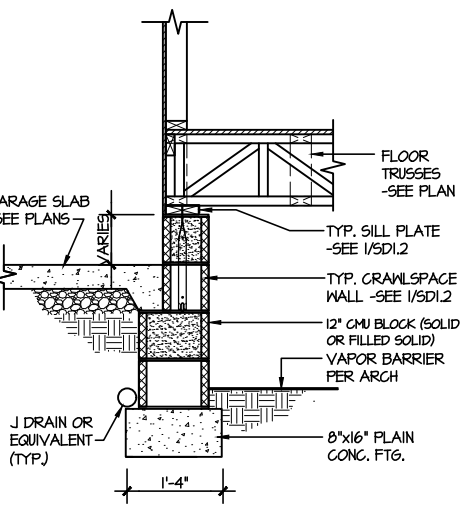 FLOOR
TRUSSES
-SEE PLAN
ARAGE SLAB
SEE PLANS
VARIES
TYP. SILL PLATE
-SEE 1/SD1.2
TYP. CRAWLSPACE
WALL -SEE 1/SD1.2
12" CMU BLOCK (SOLID
OR FILLED SOLID)
VAPOR BARRIER
PER ARCH
J DRAIN OR
EQUIVALENT
(TYP.)
8"x16" PLAIN
CONC. FTG.
1'-4"